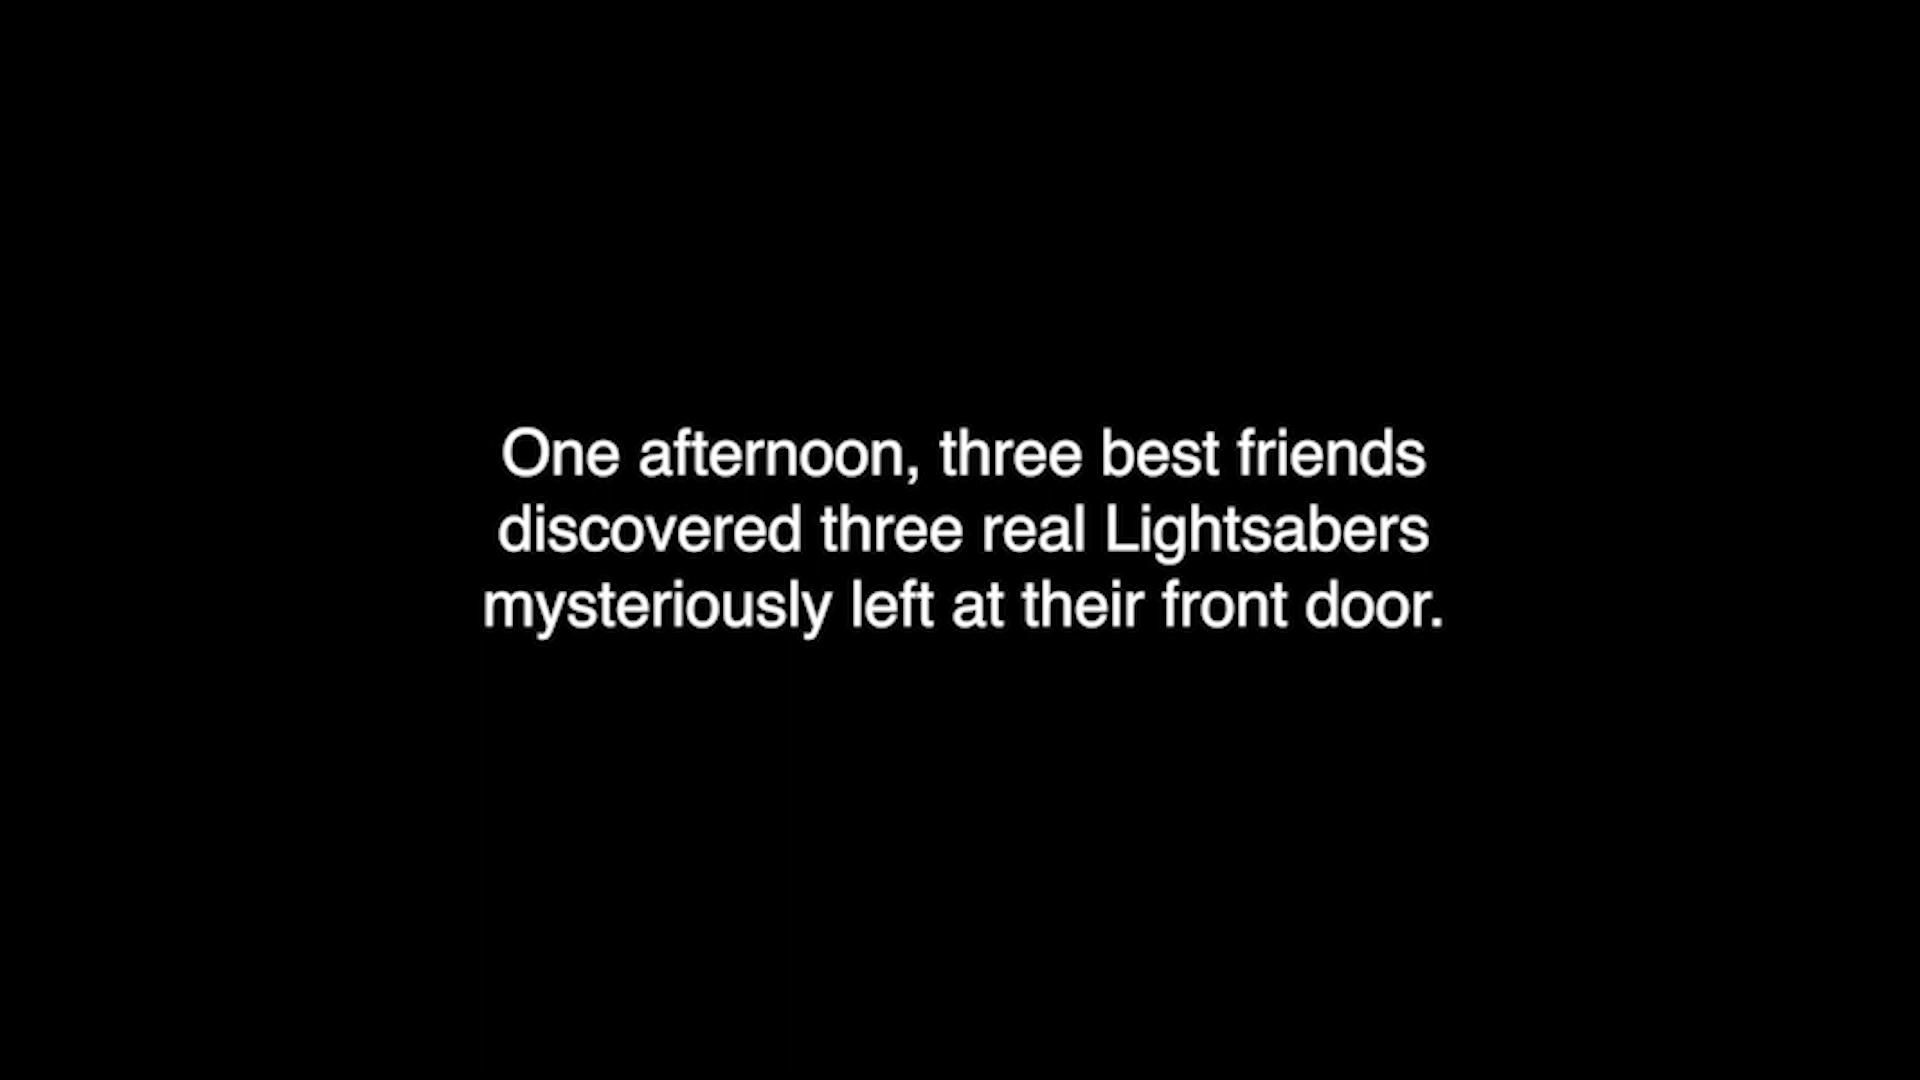 One afternoon, three best friends
discovered three real Lightsabers
mysteriously left at their front door.